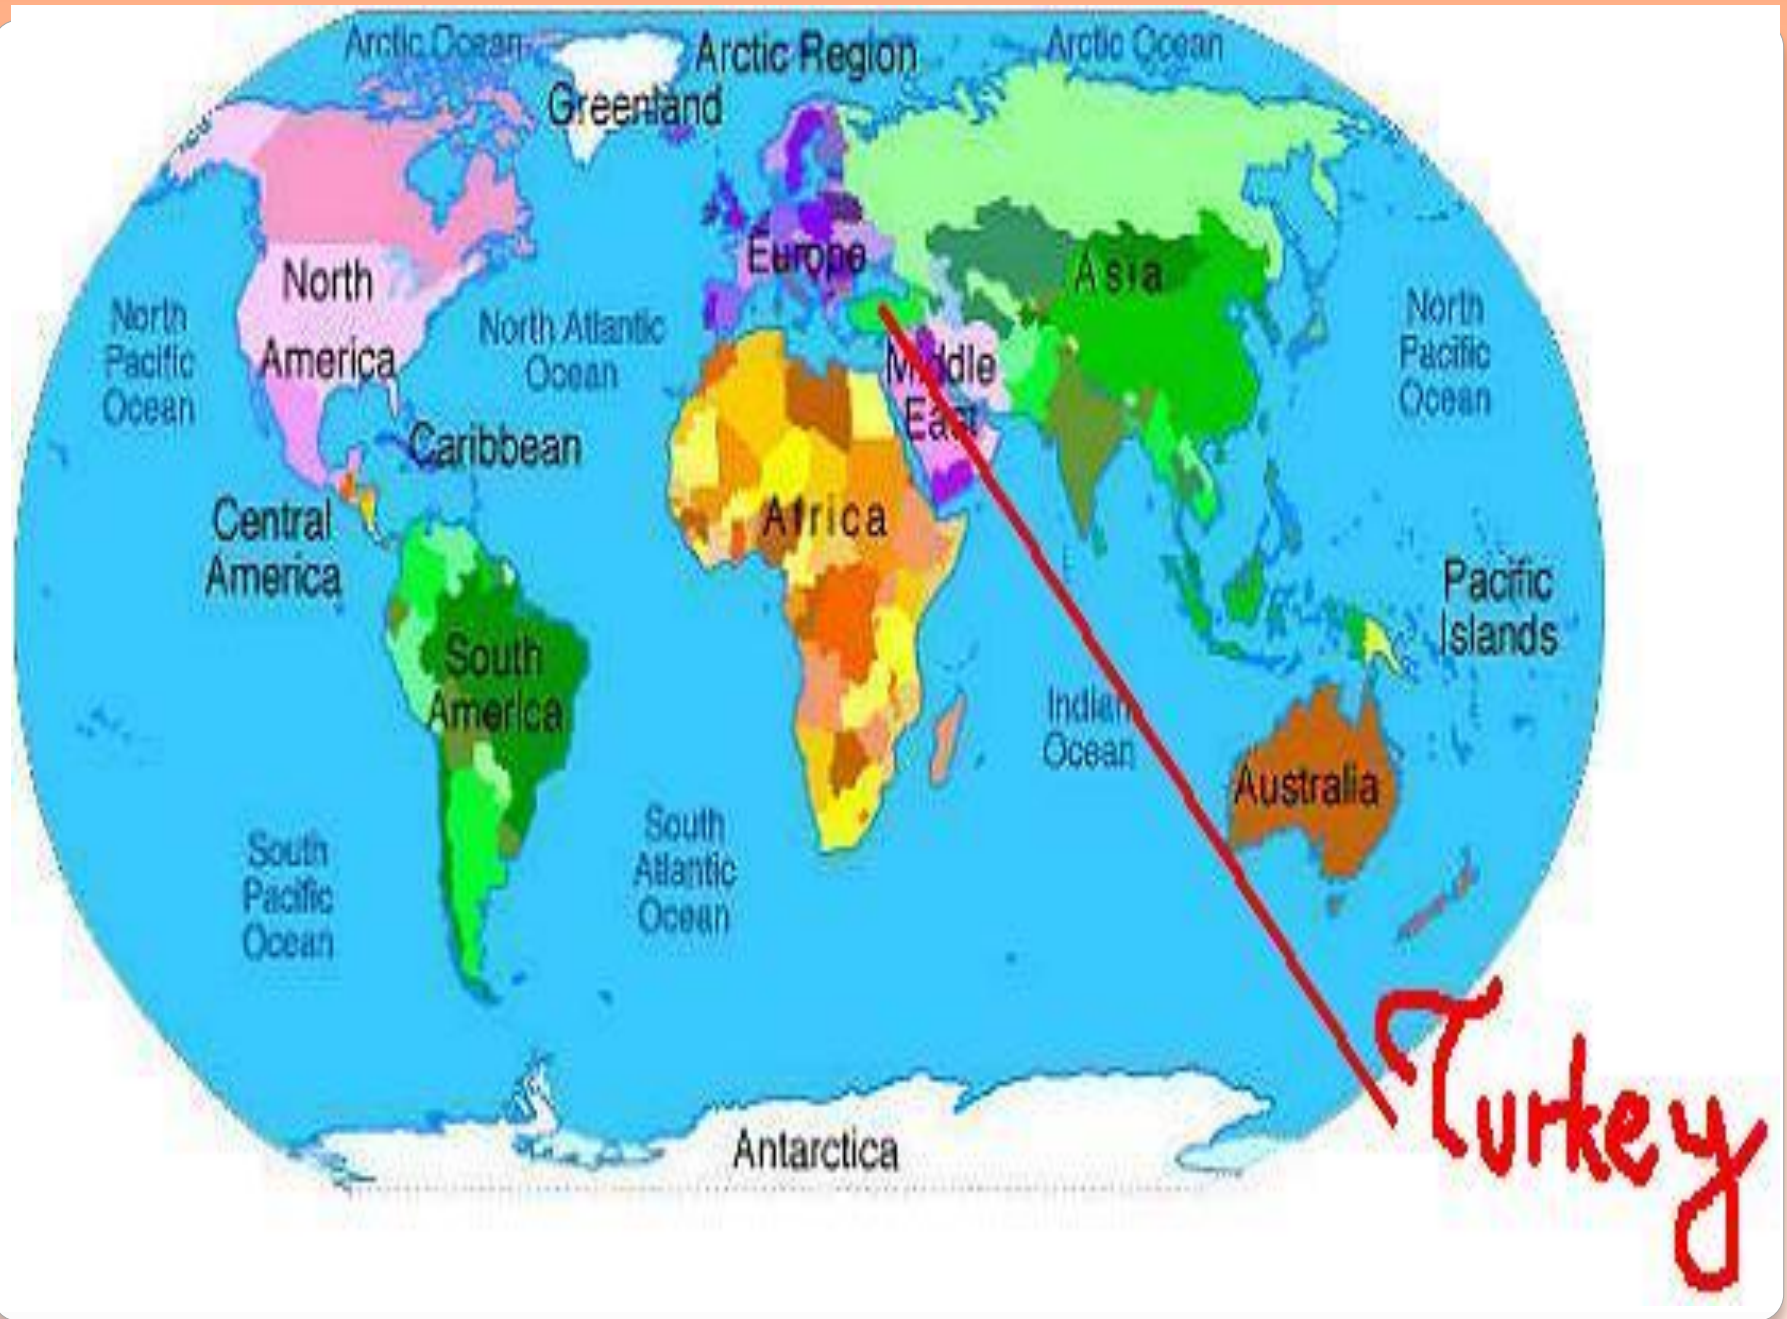 Arctic Ocean
Arctic Region
Arctic Ocean
Greenland
Europe
Asia
North
America
North
Pacific
Ocean
North Atlantic
Ocean
Middle
East
North
Pacific
Ocean
Caribbean
Central
America
Africa
Pacific
Islands
South
America
Indian
Ocean
Australia
South
Pacific
Ocean
South
Atlantic
Ocean
Antarctica
Turkey